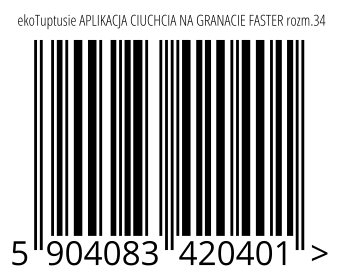 ekoTuptusie APLIKACJA CIUCHCIA NA GRANACIE FASTER rozm.34
5 904083 420401 >